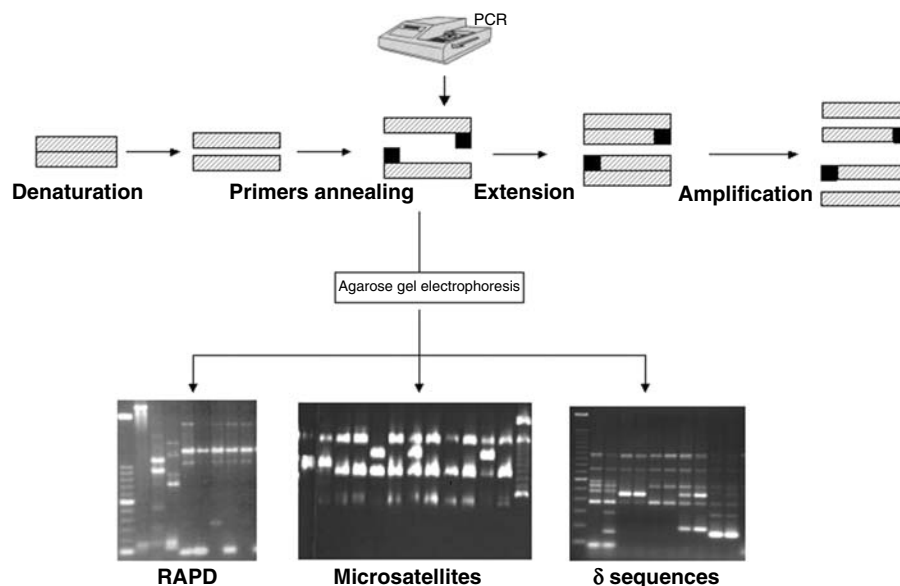 PCR
Denaturation
Primers annealing
Extension
Amplification
Agarose gel electrophoresis
RAPD
Microsatellites
δ sequences